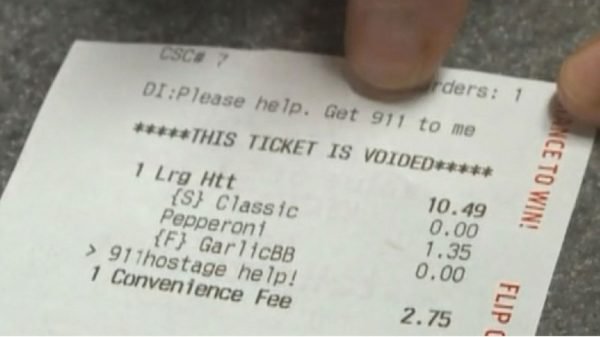 CSC# 7 rders: 1
DI:Please help. Get 911 to me
*****THIS TICKET IS VOIDED*****
1 Lrg Htt 10.49
{S} Classic 0.00
Pepperoni 1.35
{F} GarlicBB 0.00
> 911hostage help!
1 Convenience Fee 2.75
ANCE TO WIN!
FLIP